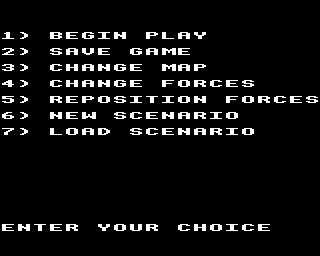 1) BEGIN PLAY
2) SAVE GAME
3) CHANGE MAP
4) CHANGE FORCES
5) REPOSITION FORCES
6) NEW SCENARIO
7) LOAD SCENARIO
ENTER YOUR CHOICE